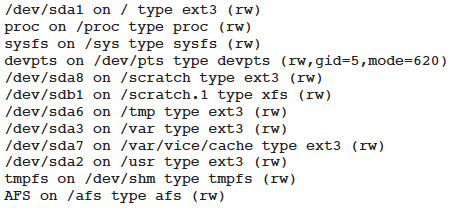 /dev/sda1 on / type ext3 (rw)
proc on /proc type proc (rw)
sysfs on /sys type sysfs (rw)
devpts on /dev/pts type devpts (rw,gid=5,mode=620)
/dev/sda8 on /scratch type ext3 (rw)
/dev/sdb1 on /scratch.1 type xfs (rw)
/dev/sda6 on /tmp type ext3 (rw)
/dev/sda3 on /var type ext3 (rw)
/dev/sda7 on /var/vice/cache type ext3 (rw)
/dev/sda2 on /usr type ext3 (rw)
tmpfs on /dev/shm type tmpfs (rw)
AFS on /afs type afs (rw)